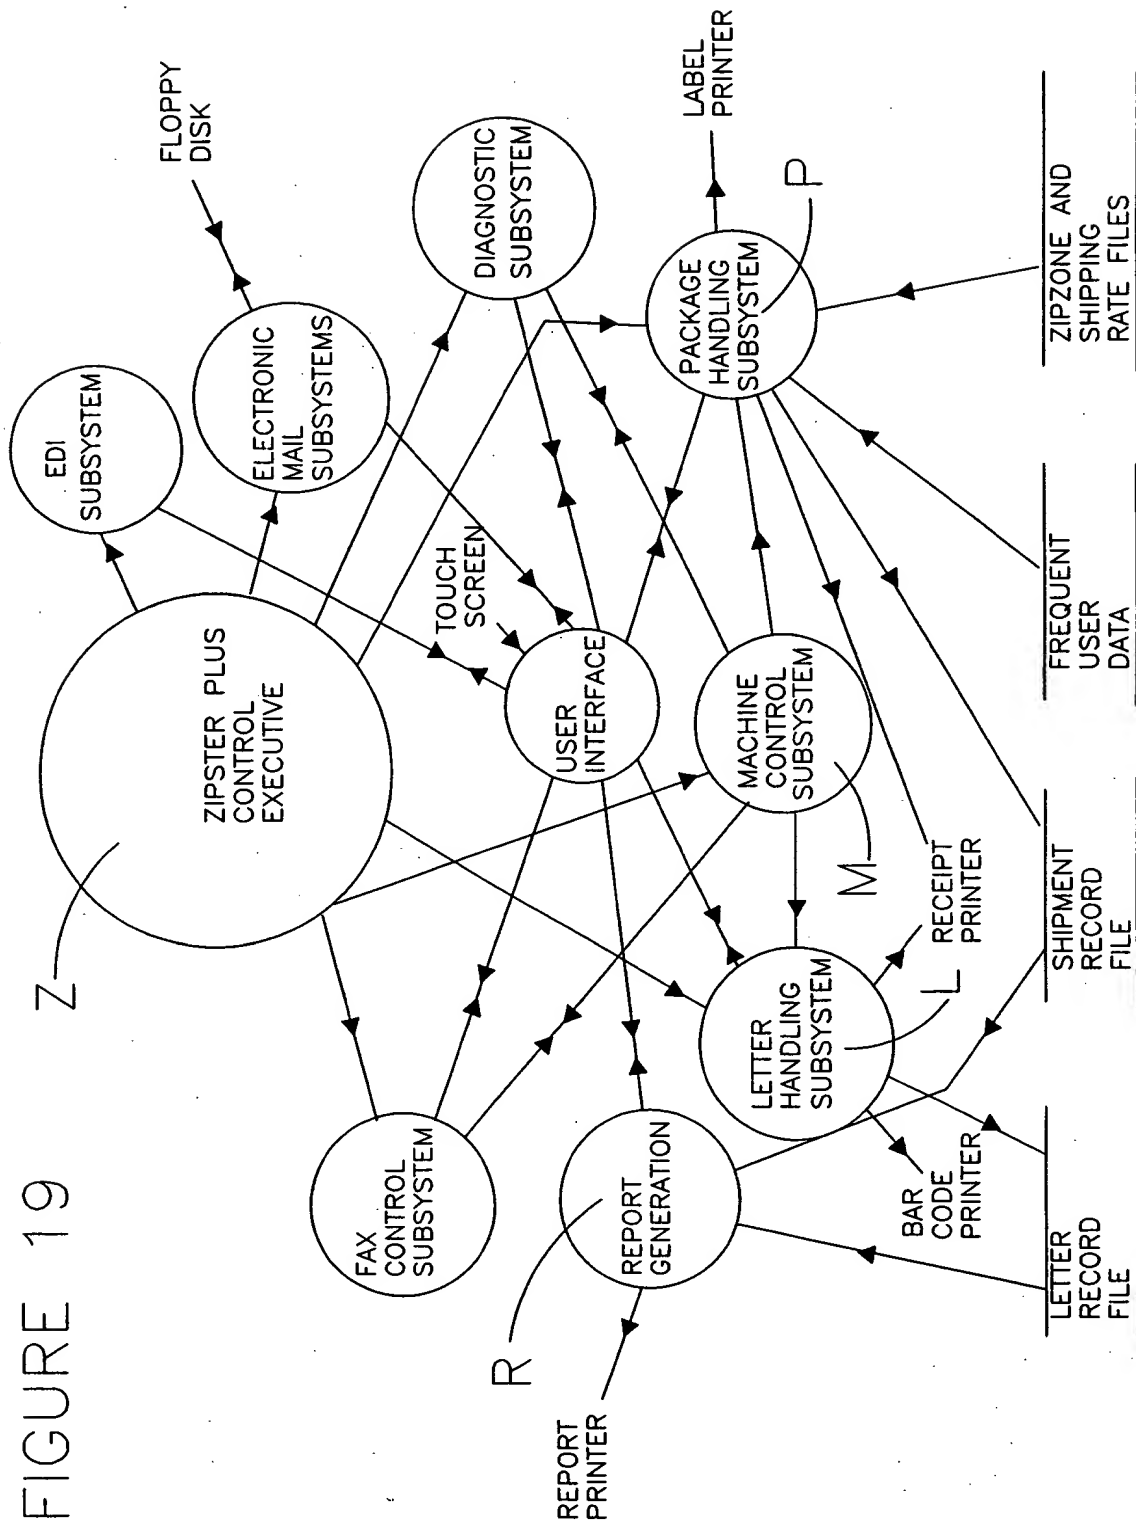 FIGURE 19
Z
ZIPSTER PLUS
CONTROL
EXECUTIVE
EDI
SUBSYSTEM
FLOPPY
DISK
ELECTRONIC
MAIL
SUBSYSTEMS
FAX
CONTROL
SUBSYSTEM
TOUCH
SCREEN
DIAGNOSTIC
SUBSYSTEM
R
REPORT
PRINTER
REPORT
GENERATION
USER
INTERFACE
LETTER
HANDLING
SUBSYSTEM
MACHINE
CONTROL
SUBSYSTEM
PACKAGE
HANDLING
SUBSYSTEM
LABEL
PRINTER
P
M
L
BAR
CODE
PRINTER
RECEIPT
PRINTER
LETTER
RECORD
FILE
SHIPMENT
RECORD
FILE
FREQUENT
USER
DATA
ZIPZONE AND
SHIPPING
RATE FILES